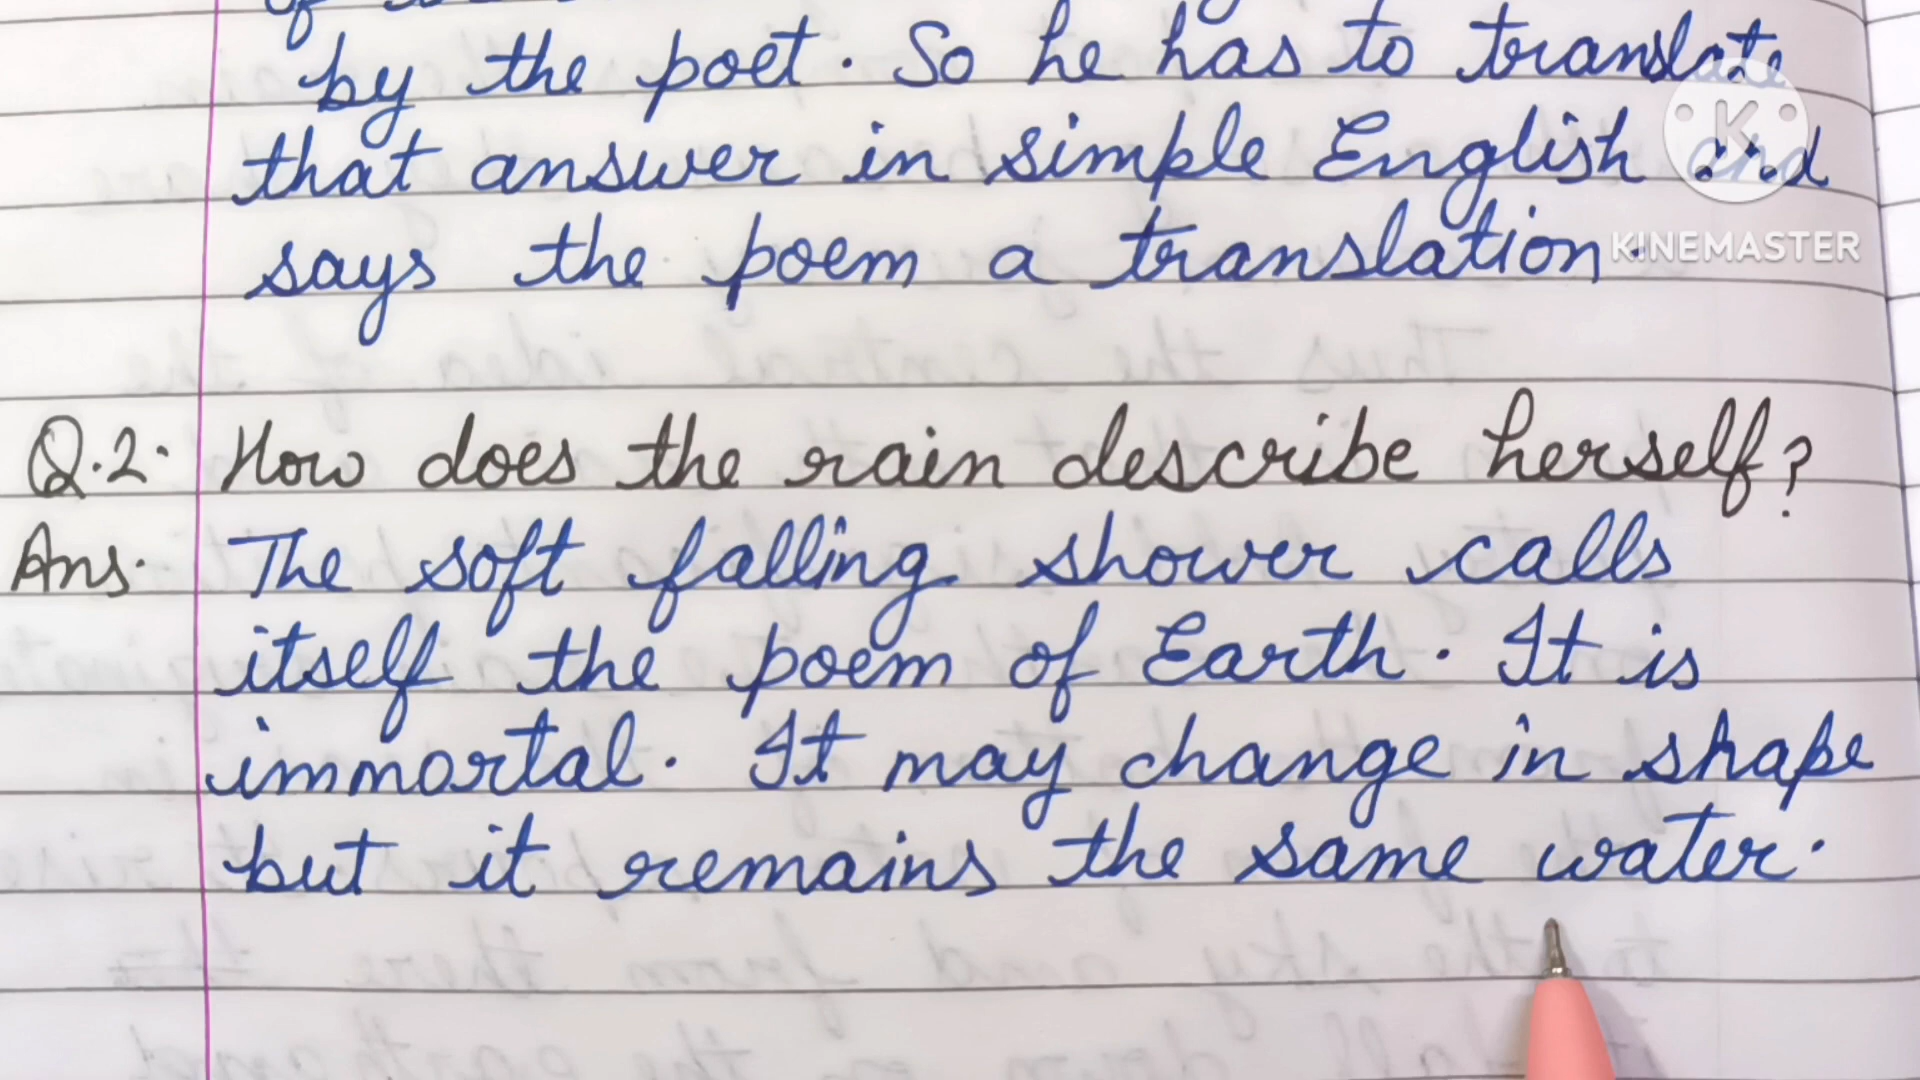 by the poet. So he has to translate
that answer in simple English and
says the poem a translation.
KINEMASTER
Q.2. How does the rain describe herself?
Ans. The soft falling shower calls
itself the poem of Earth. It is
immortal. It may change in shape
but it remains the same water.